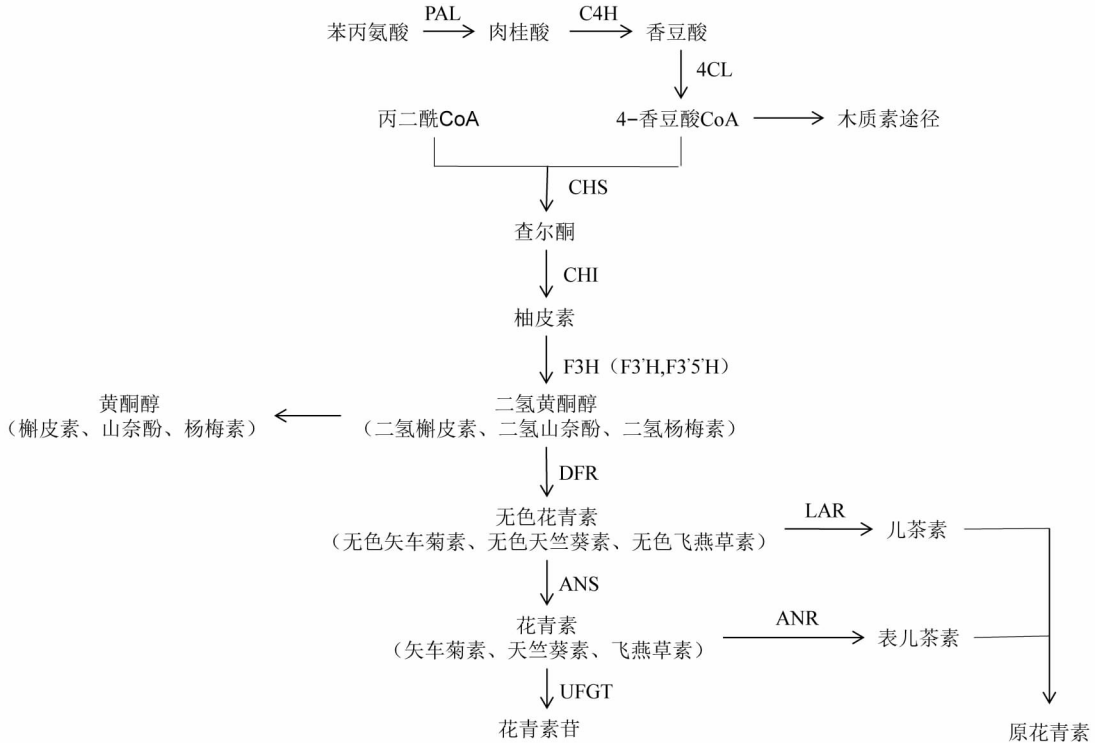 PAL
C4H
苯丙氨酸
肉桂酸
香豆酸
4CL
丙二酰CoA
4-香豆酸CoA
木质素途径
CHS
查尔酮
CHI
柚皮素
F3H（F3'H,F3'5'H）
黄酮醇
（槲皮素、山奈酚、杨梅素）
二氢黄酮醇
（二氢槲皮素、二氢山奈酚、二氢杨梅素）
DFR
无色花青素
（无色矢车菊素、无色天竺葵素、无色飞燕草素）
LAR
儿茶素
ANS
花青素
（矢车菊素、天竺葵素、飞燕草素）
ANR
表儿茶素
UFGT
花青素苷
原花青素